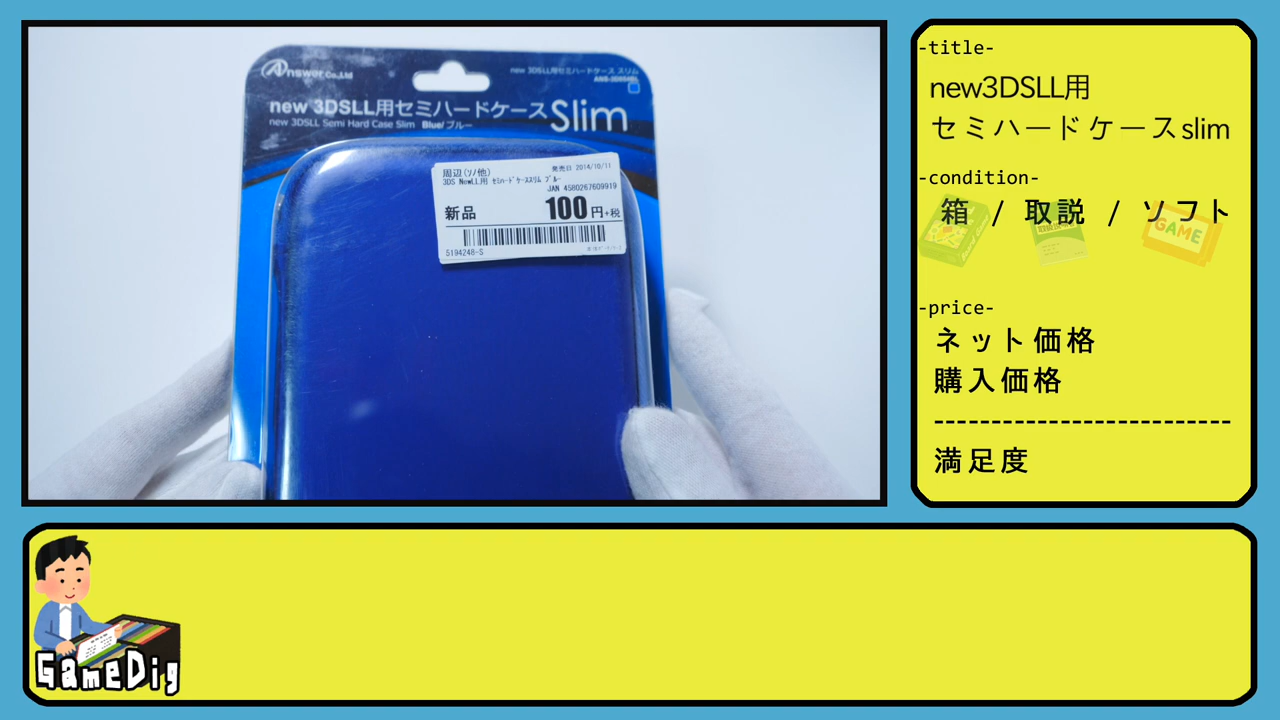 Answer Co.,Ltd
new 3DSLL用セミハードケース スリム
new 3DSLL用セミハードケースSlim
new 3DSLL Semi Hard Case Slim Blue/ブルー
周辺(ソ/他)
発売日 2014/10/11
3DS NewLL用 ｾﾐﾊｰﾄﾞｹｰｽスリム ﾌﾞﾙｰ
JAN 4580267609919
新品
100円+税
5194248-S
-title-
new3DSLL用
セミハードケースslim
-condition-
箱 / 取説 / ソフト
GAME
-price-
ネット価格
購入価格
--------------------------
満足度
GameDig